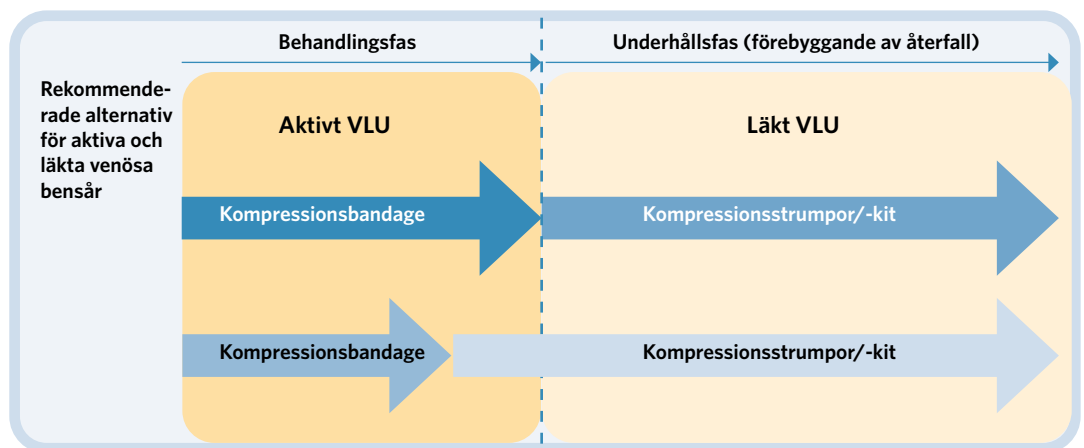 Behandlingsfas
Underhållsfas (förebyggande av återfall)
Rekommende-
rade alternativ
för aktiva och
läkta venösa
bensår
Aktivt VLU
Läkt VLU
Kompressionsbandage
Kompressionsstrumpor/-kit
Kompressionsbandage
Kompressionsstrumpor/-kit